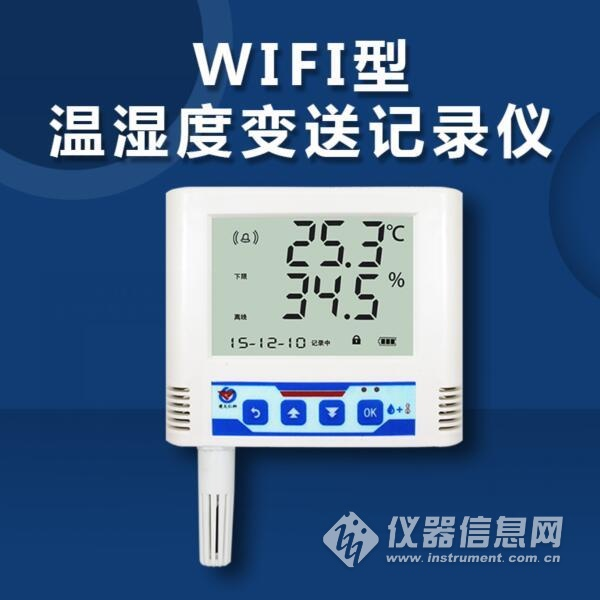 WIFI型
温湿度变送记录仪
25.3℃
下限
34.5%
离线
15-12-10 记录中
OK
+
仪器信息网
www.instrument.com.cn